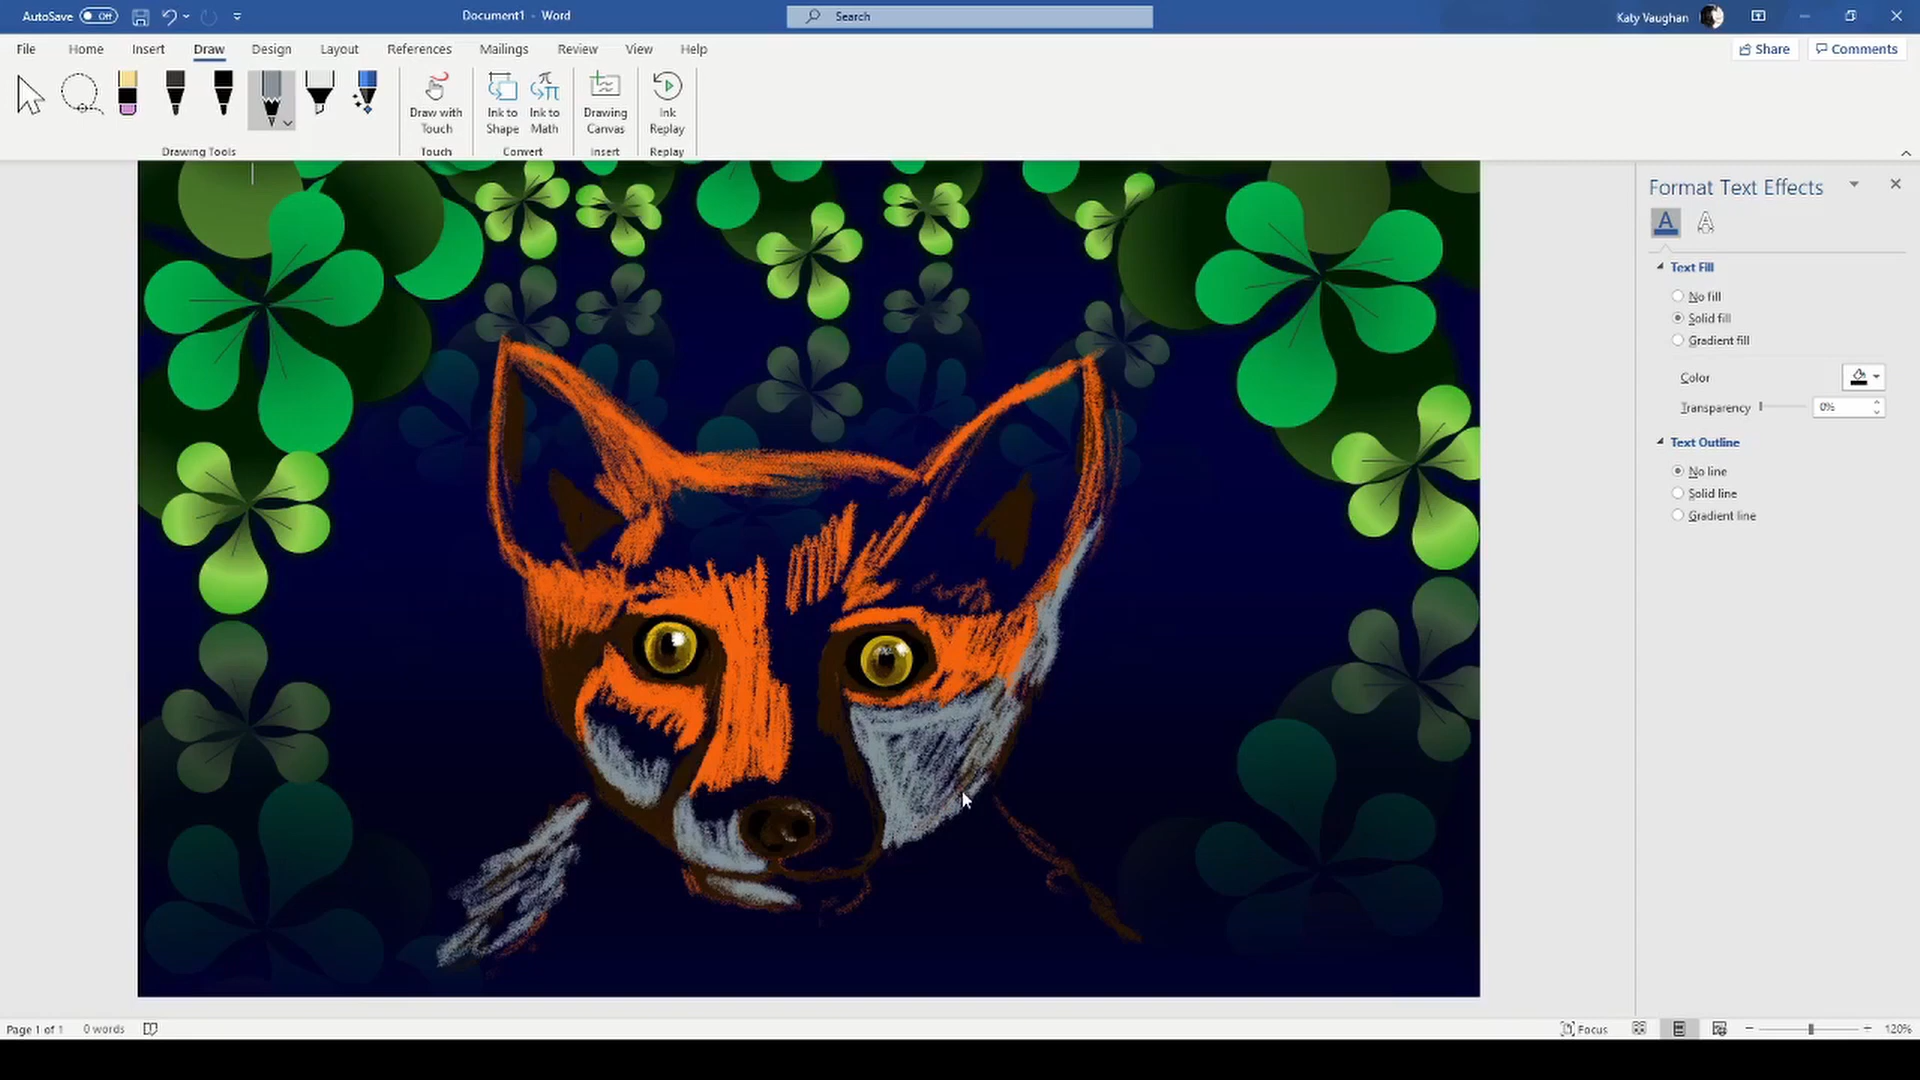 AutoSave Off Document1 - Word Search Katy Vaughan
File Home Insert Draw Design Layout References Mailings Review View Help Share Comments
Draw with Touch
Ink to Shape
Ink to Math
Drawing Canvas
Ink Replay
Drawing Tools Touch Convert Insert Replay
Format Text Effects
A A
Text Fill
No fill
Solid fill
Gradient fill
Color
Transparency 0%
Text Outline
No line
Solid line
Gradient line
Page 1 of 1 0 words Focus 120%